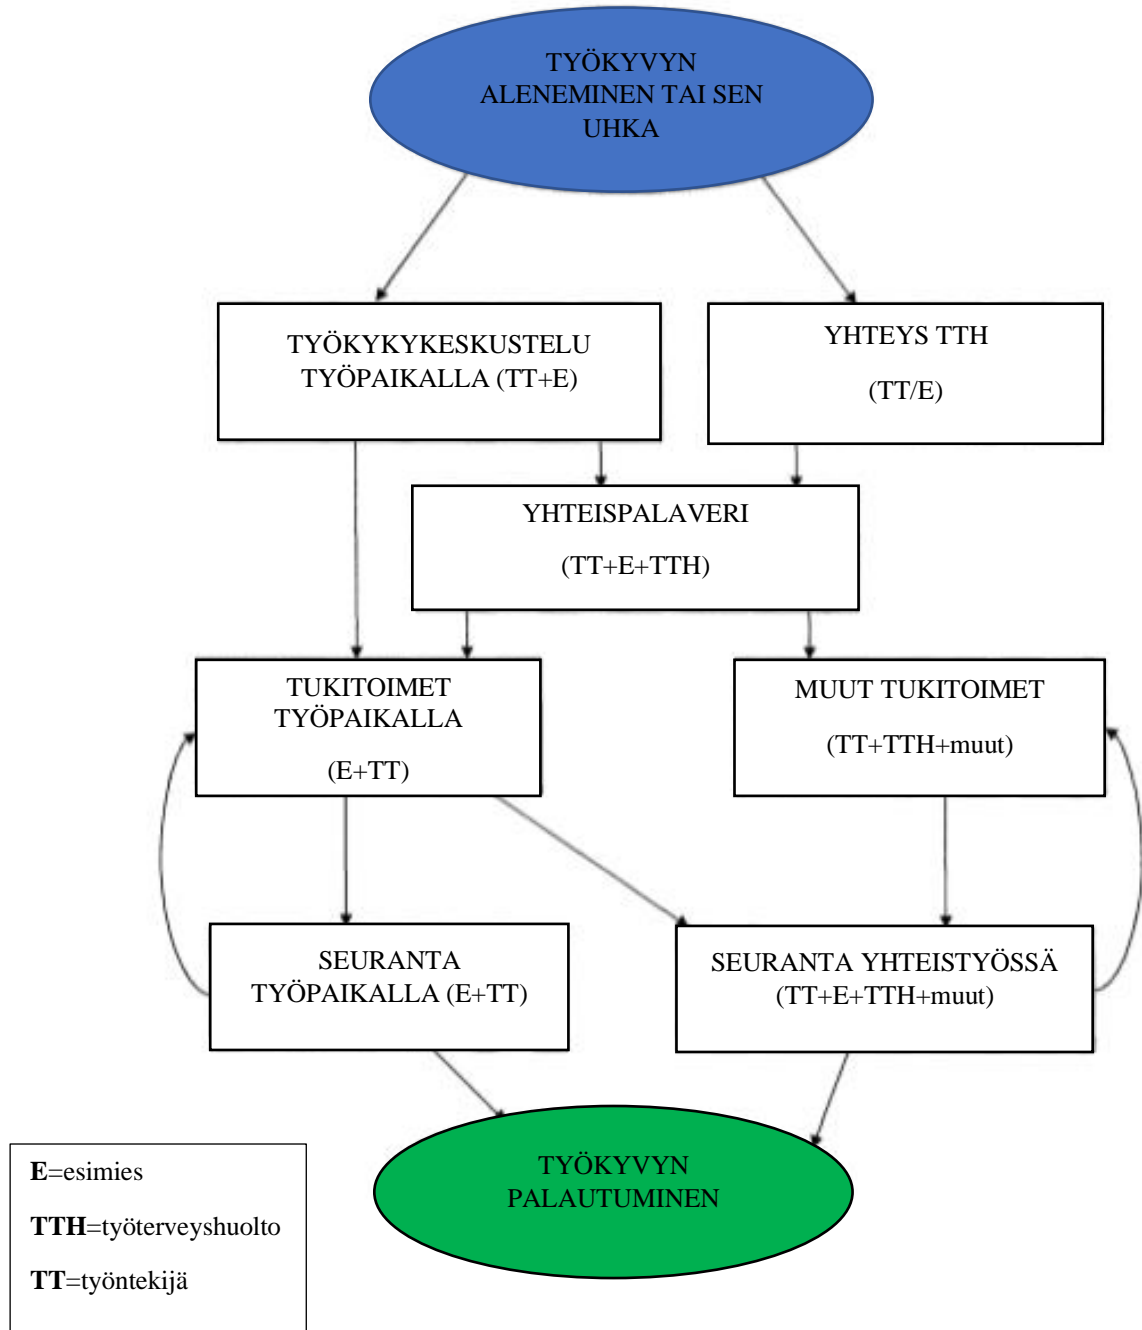 TYÖKYVYN
ALENEMINEN TAI SEN
UHKA
TYÖKYKYKESKUSTELU
TYÖPAIKALLA (TT+E)
YHTEYS TTH
(TT/E)
YHTEISPALAVERI
(TT+E+TTH)
TUKITOIMET
TYÖPAIKALLA
(E+TT)
MUUT TUKITOIMET
(TT+TTH+muut)
SEURANTA
TYÖPAIKALLA (E+TT)
SEURANTA YHTEISTYÖSSÄ
(TT+E+TTH+muut)
TYÖKYVYN
PALAUTUMINEN
E=esimies
TTH=työterveyshuolto
TT=työntekijä